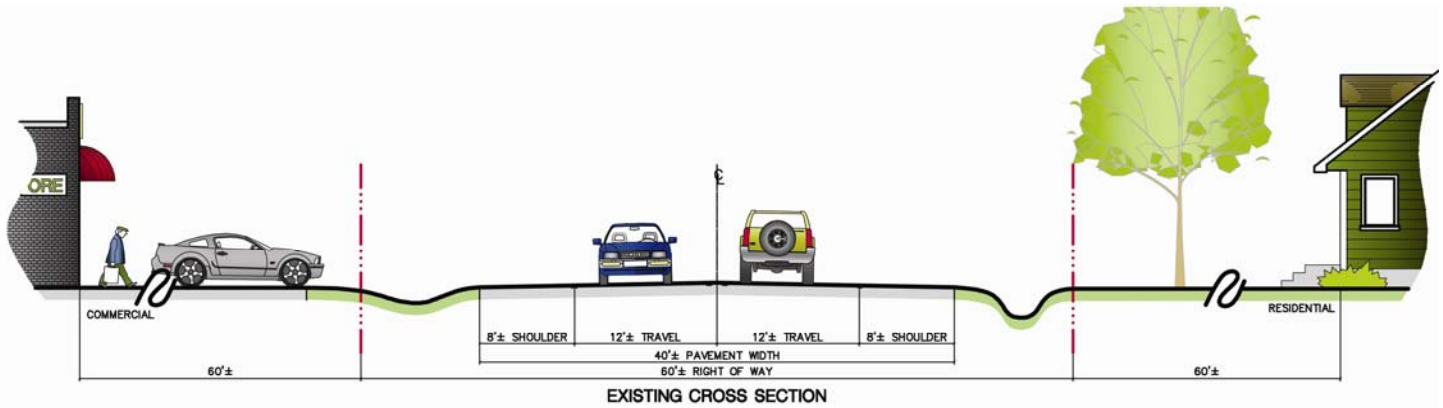 ℄
ORE
COMMERCIAL
RESIDENTIAL
8'± SHOULDER 12'± TRAVEL 12'± TRAVEL 8'± SHOULDER
40'± PAVEMENT WIDTH
60'± 60'± RIGHT OF WAY 60'±
EXISTING CROSS SECTION